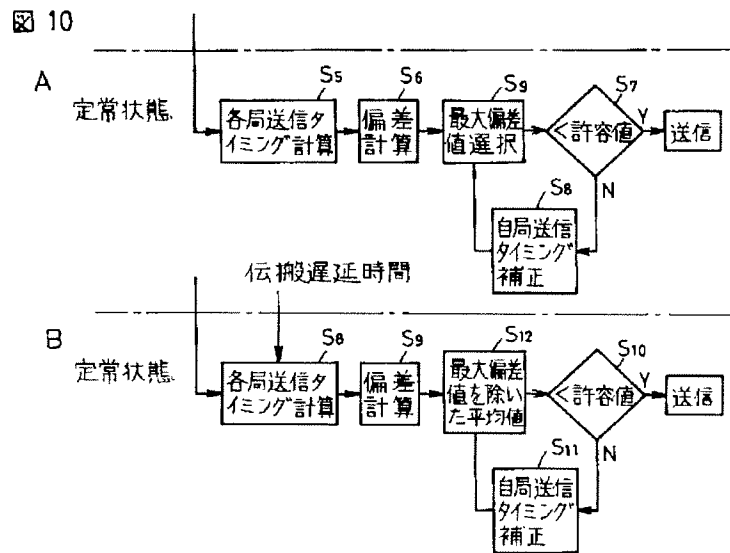 図 10
A
定常状態
S5
各局送信タ
イミング計算
S6
偏差
計算
S9
最大偏差
値選択
S7
<許容値
Y
送信
N
S8
自局送信
タイミング
補正
伝搬遅延時間
B
定常状態
S8
各局送信タ
イミング計算
S9
偏差
計算
S12
最大偏差
値を除い
た平均値
S10
<許容値
Y
送信
N
S11
自局送信
タイミング
補正